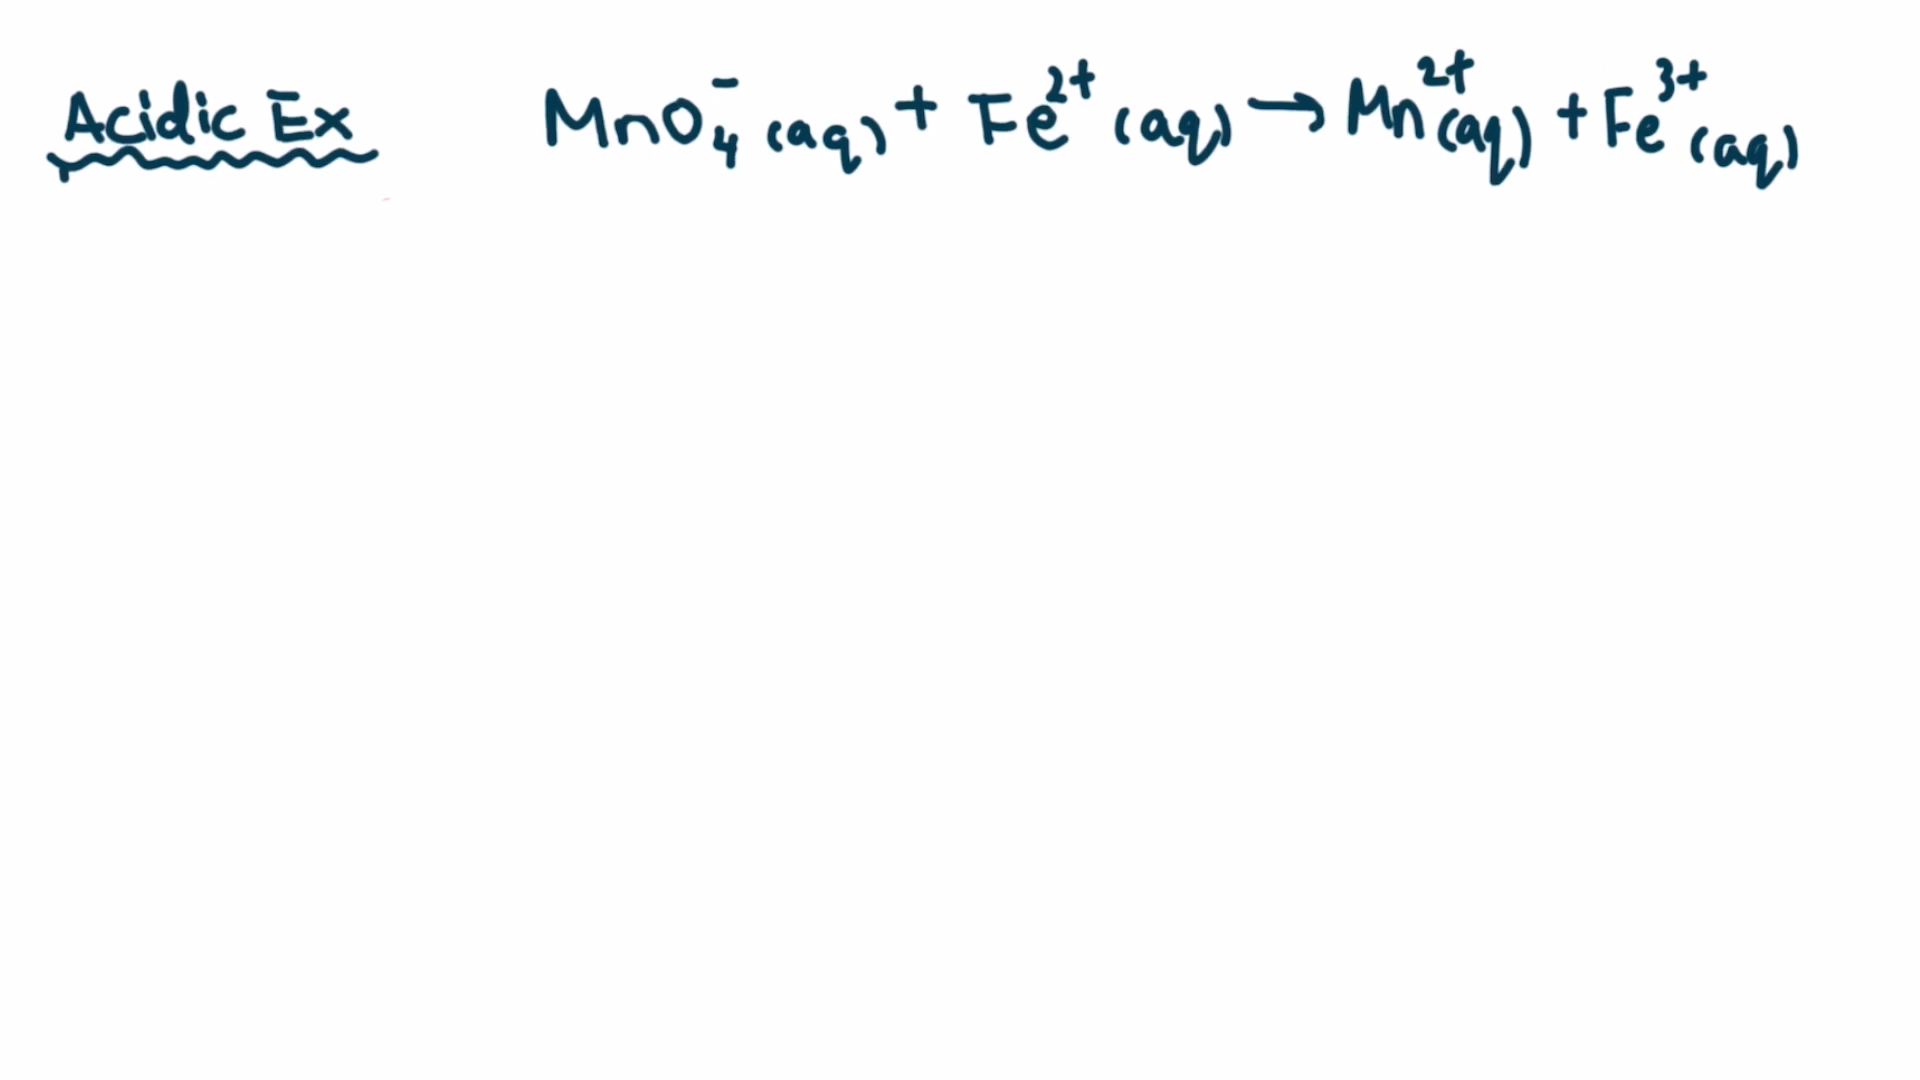 Acidic Ex MnO₄⁻(aq) + Fe²⁺(aq) → Mn²⁺(aq) + Fe³⁺(aq)